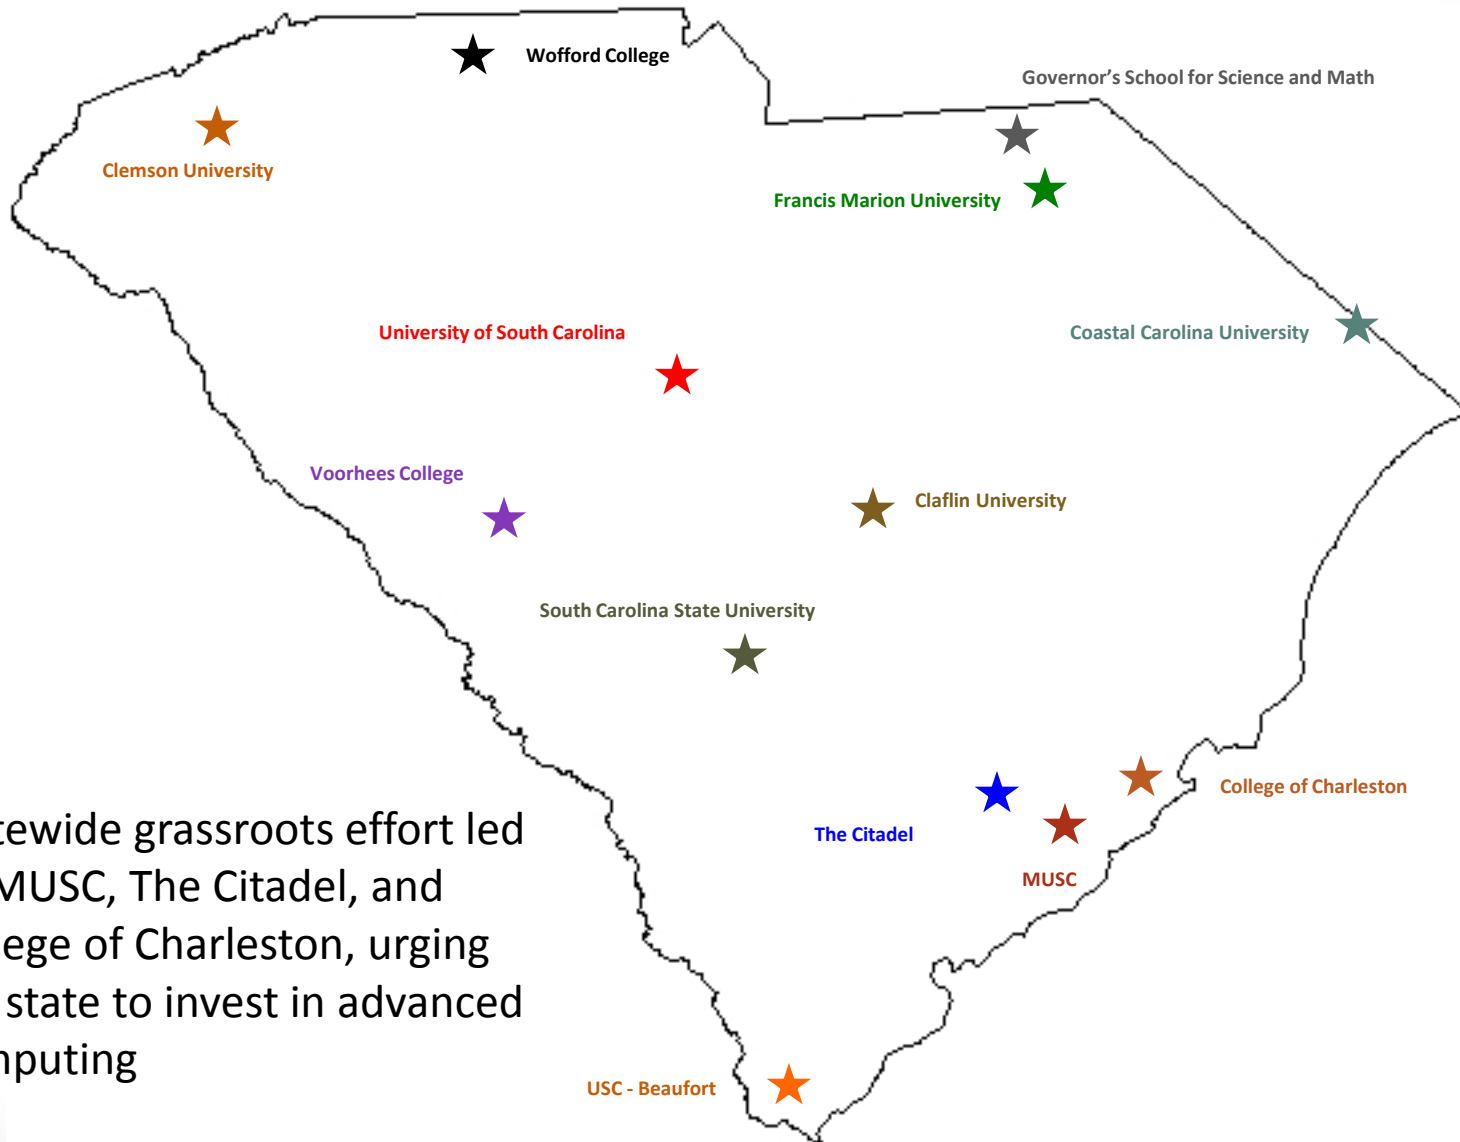 Wofford College
Governor’s School for Science and Math
Clemson University
Francis Marion University
University of South Carolina
Coastal Carolina University
Voorhees College
Claflin University
South Carolina State University
College of Charleston
The Citadel
MUSC
tewide grassroots effort led
MUSC, The Citadel, and
ege of Charleston, urging
state to invest in advanced
nputing
USC - Beaufort